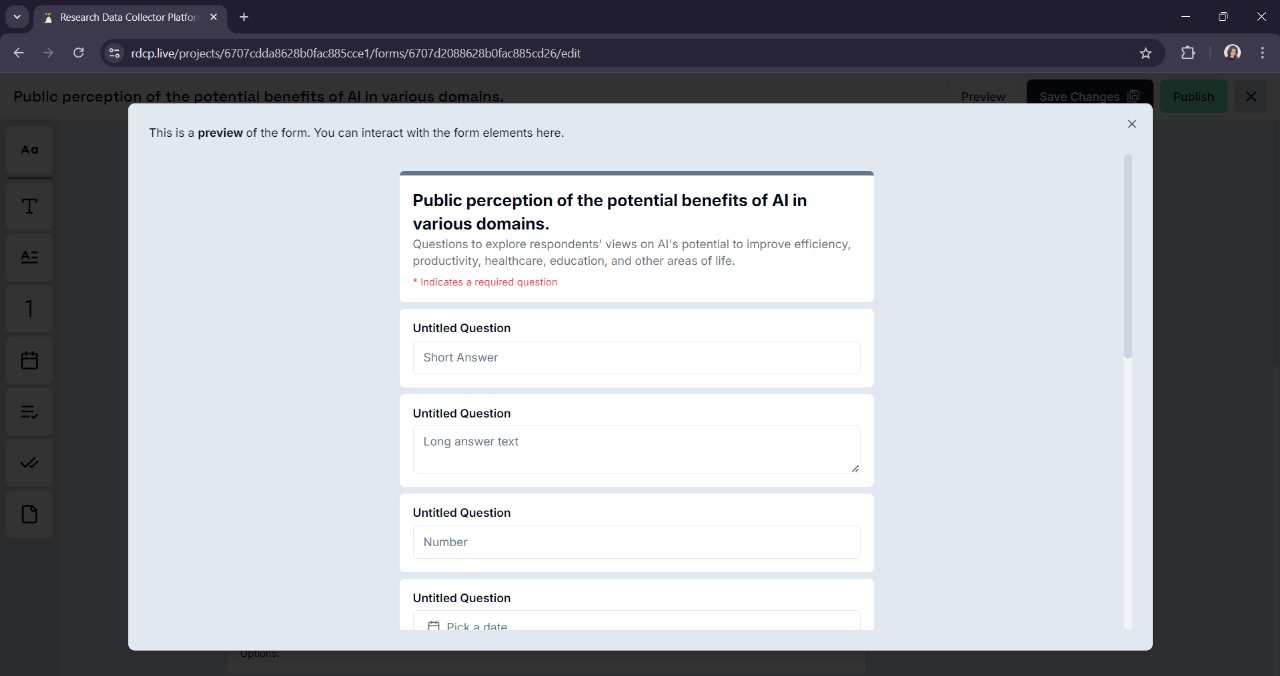 Research Data Collector Platfor
rdcp.live/projects/6707cdda8628b0fac885cce1/forms/6707d2088628b0fac885cd26/edit
Public perception of the potential benefits of AI in various domains.
Preview
Save Changes
Publish
Aa
T
A
1
This is a preview of the form. You can interact with the form elements here.
Public perception of the potential benefits of AI in
various domains.
Questions to explore respondents' views on AI's potential to improve efficiency,
productivity, healthcare, education, and other areas of life.
* Indicates a required question
Untitled Question
Short Answer
Untitled Question
Long answer text
Untitled Question
Number
Untitled Question
Pick a date
Options: